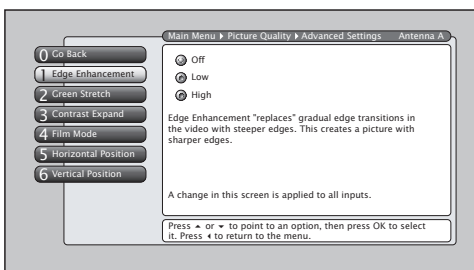 Main Menu ▸ Picture Quality ▸ Advanced Settings Antenna A
0 Go Back
1 Edge Enhancement
2 Green Stretch
3 Contrast Expand
4 Film Mode
5 Horizontal Position
6 Vertical Position
Off
Low
High
Edge Enhancement "replaces" gradual edge transitions in
the video with steeper edges. This creates a picture with
sharper edges.
A change in this screen is applied to all inputs.
Press ▴ or ▾ to point to an option, then press OK to select
it. Press ◂ to return to the menu.